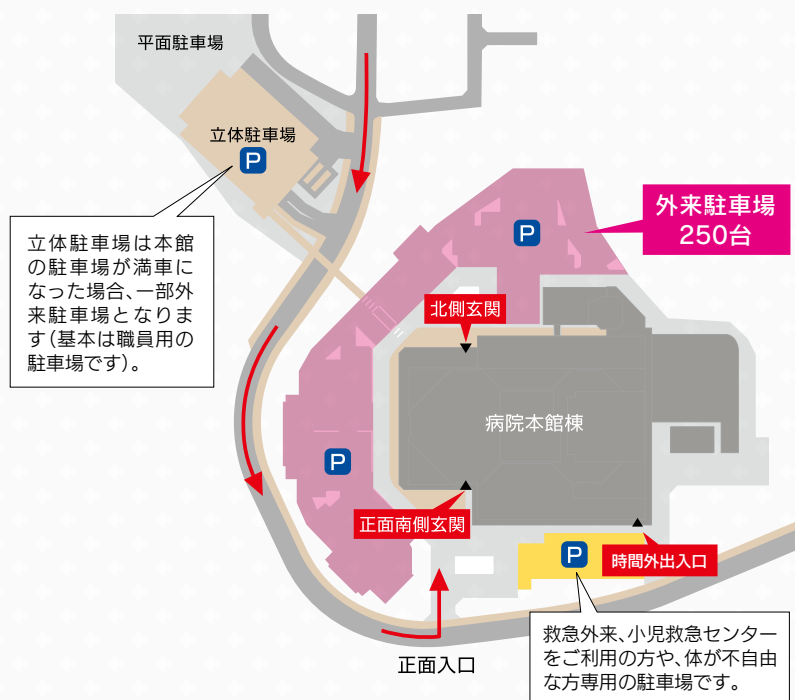 平面駐車場
立体駐車場
P
立体駐車場は本館
の駐車場が満車に
なった場合、一部外
来駐車場となりま
す(基本は職員用の
駐車場です)。
P
外来駐車場
250台
北側玄関
病院本館棟
P
正面南側玄関
P
時間外出入口
救急外来、小児救急センター
をご利用の方や、体が不自由
な方専用の駐車場です。
正面入口